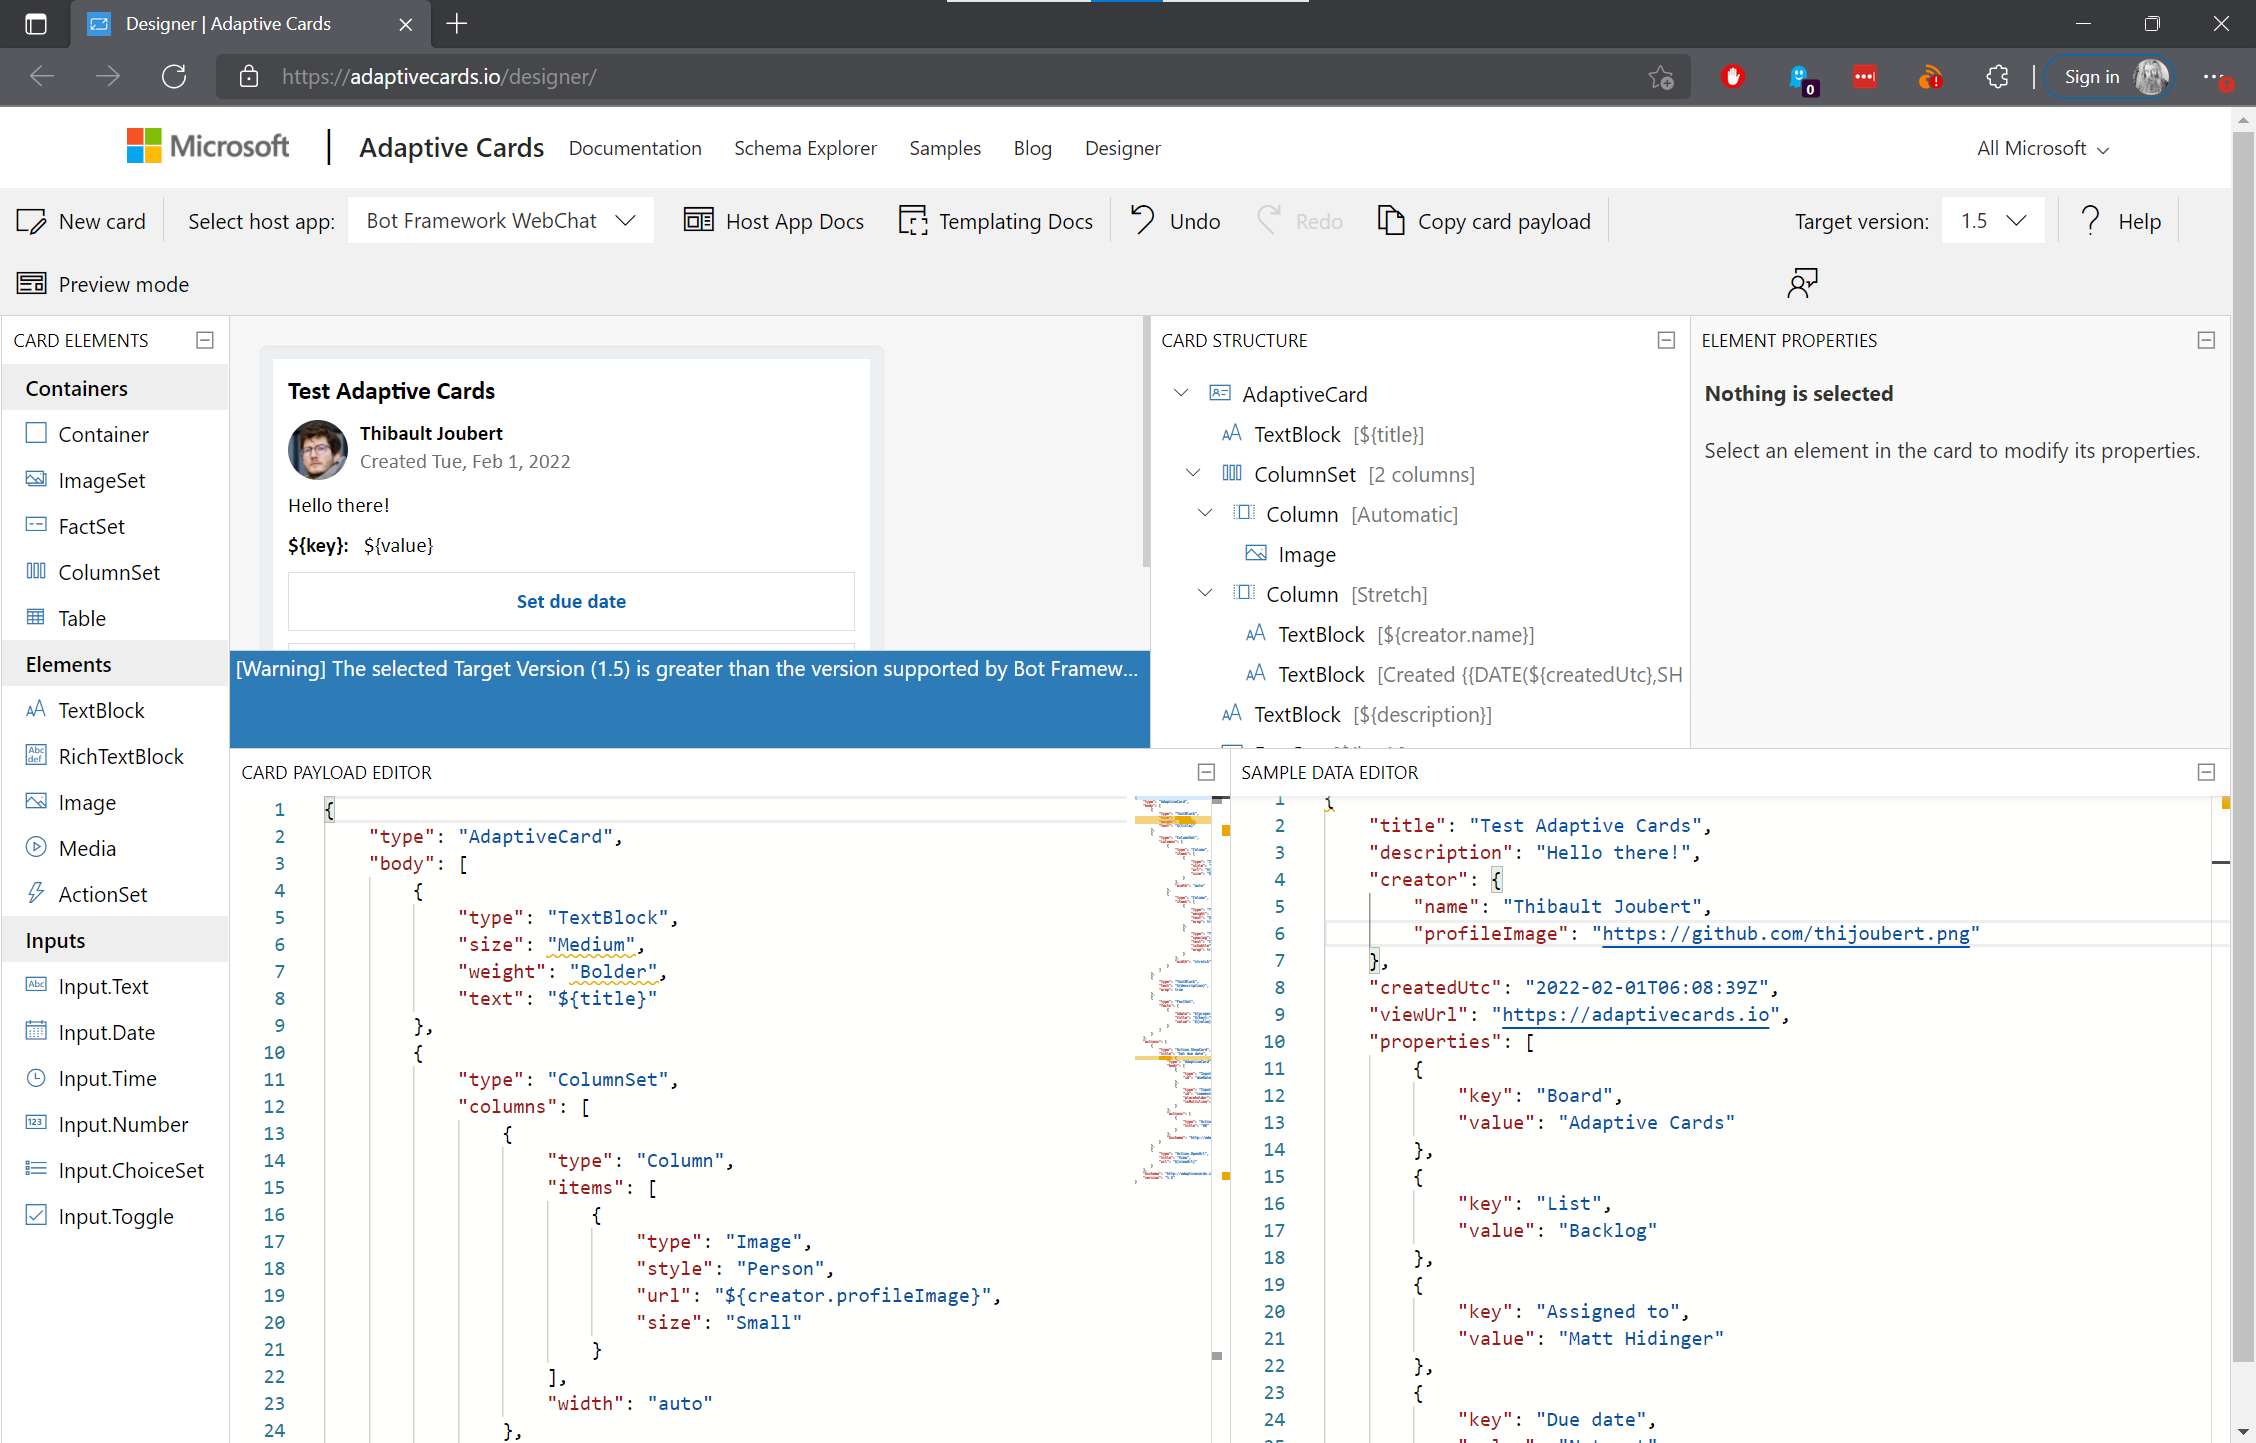 Designer | Adaptive Cards
https://adaptivecards.io/designer/
0
Sign in
Microsoft
Adaptive Cards
Documentation
Schema Explorer
Samples
Blog
Designer
All Microsoft
New card
Select host app:
Bot Framework WebChat
Host App Docs
Templating Docs
Undo
Redo
Copy card payload
Target version:
1.5
Help
Preview mode
CARD ELEMENTS
Containers
Container
ImageSet
FactSet
ColumnSet
Table
Elements
TextBlock
RichTextBlock
Image
Media
ActionSet
Inputs
Input.Text
Input.Date
Input.Time
Input.Number
Input.ChoiceSet
Input.Toggle
Test Adaptive Cards
Thibault Joubert
Created Tue, Feb 1, 2022
Hello there!
${key}: ${value}
Set due date
[Warning] The selected Target Version (1.5) is greater than the version supported by Bot Framew...
CARD STRUCTURE
AdaptiveCard
TextBlock [${title}]
ColumnSet [2 columns]
Column [Automatic]
Image
Column [Stretch]
TextBlock [${creator.name}]
TextBlock [Created {{DATE(${createdUtc},SH
TextBlock [${description}]
ELEMENT PROPERTIES
Nothing is selected
Select an element in the card to modify its properties.
CARD PAYLOAD EDITOR
1 {
2 "type": "AdaptiveCard",
3 "body": [
4 {
5 "type": "TextBlock",
6 "size": "Medium",
7 "weight": "Bolder",
8 "text": "${title}"
9 },
10 {
11 "type": "ColumnSet",
12 "columns": [
13 {
14 "type": "Column",
15 "items": [
16 {
17 "type": "Image",
18 "style": "Person",
19 "url": "${creator.profileImage}",
20 "size": "Small"
21 }
22 ],
23 "width": "auto"
24 },
SAMPLE DATA EDITOR
1 {
2 "title": "Test Adaptive Cards",
3 "description": "Hello there!",
4 "creator": {
5 "name": "Thibault Joubert",
6 "profileImage": "https://github.com/thijoubert.png"
7 },
8 "createdUtc": "2022-02-01T06:08:39Z",
9 "viewUrl": "https://adaptivecards.io",
10 "properties": [
11 {
12 "key": "Board",
13 "value": "Adaptive Cards"
14 },
15 {
16 "key": "List",
17 "value": "Backlog"
18 },
19 {
20 "key": "Assigned to",
21 "value": "Matt Hidinger"
22 },
23 {
24 "key": "Due date",